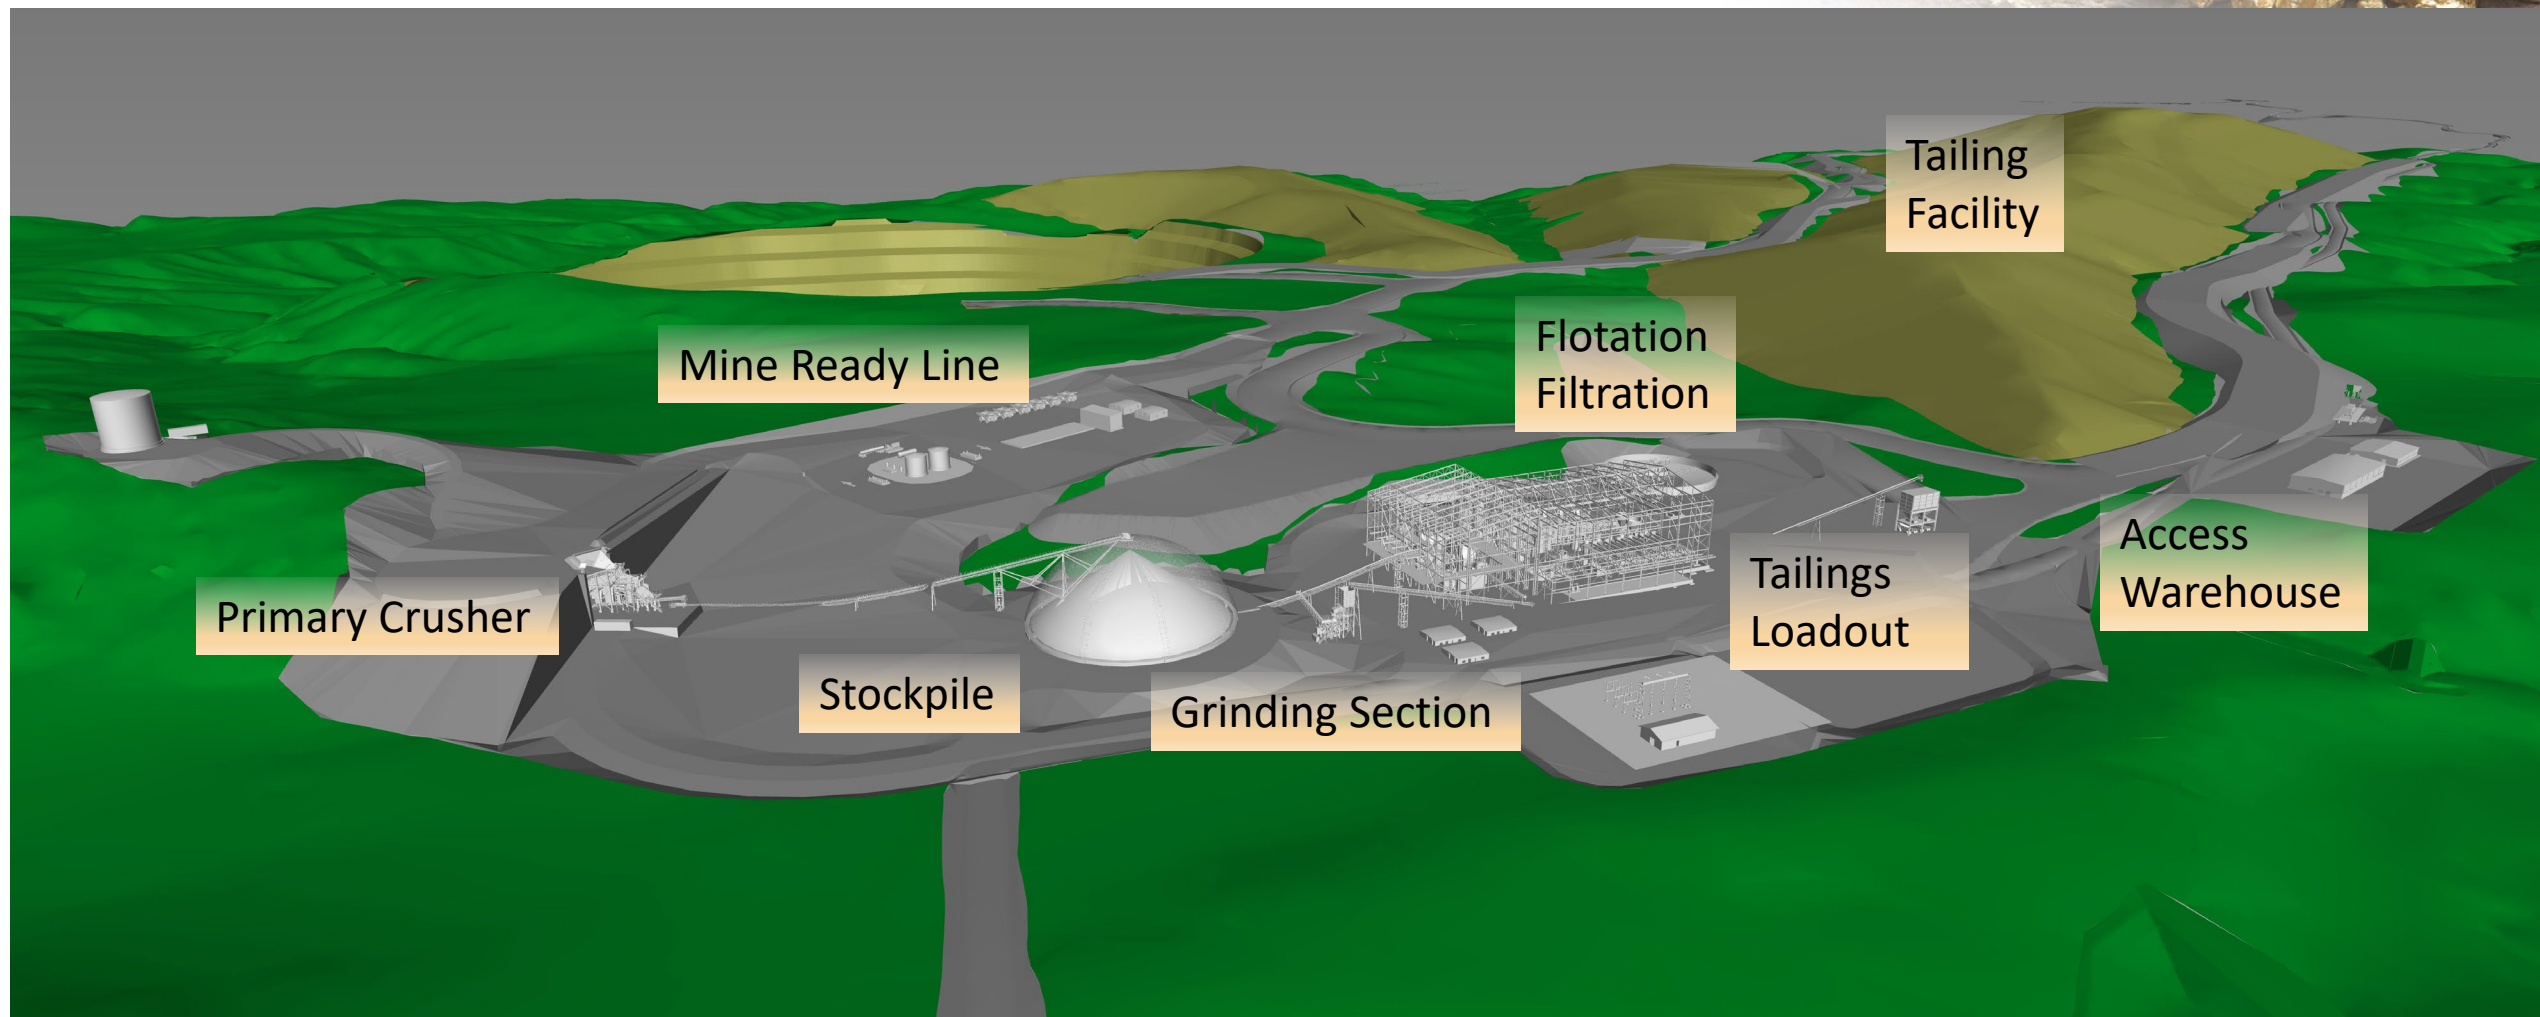 Tailing
Facility
Flotation
Filtration
Mine Ready Line
Access
Warehouse
Tailings
Loadout
Primary Crusher
Stockpile
Grinding Section